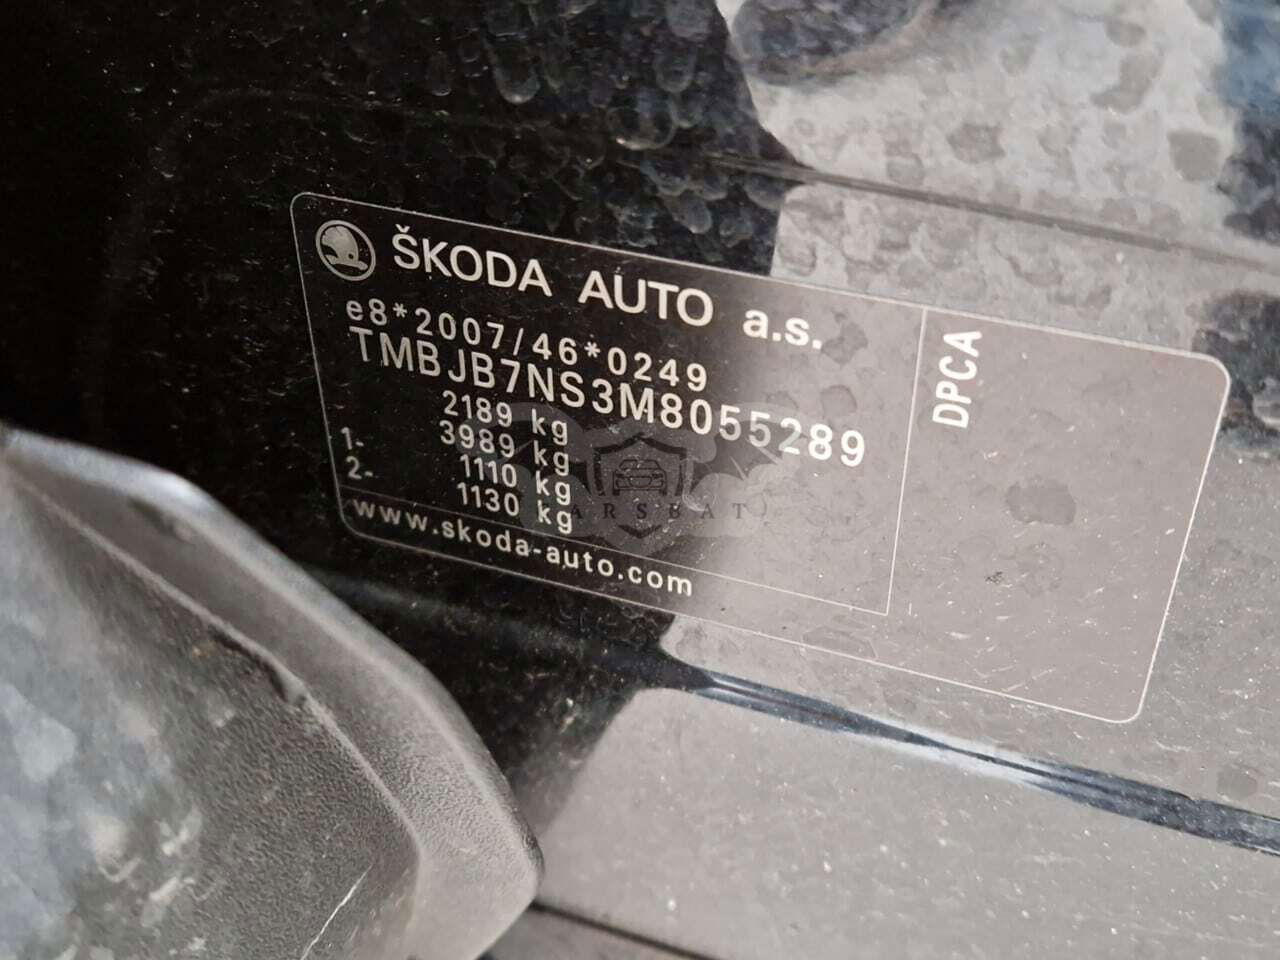 ŠKODA AUTO a.s.
e8*2007/46*0249
TMBJB7NS3M8055289
2189 kg
3989 kg
1- 1110 kg
2- 1130 kg
www.skoda-auto.com
DPCA